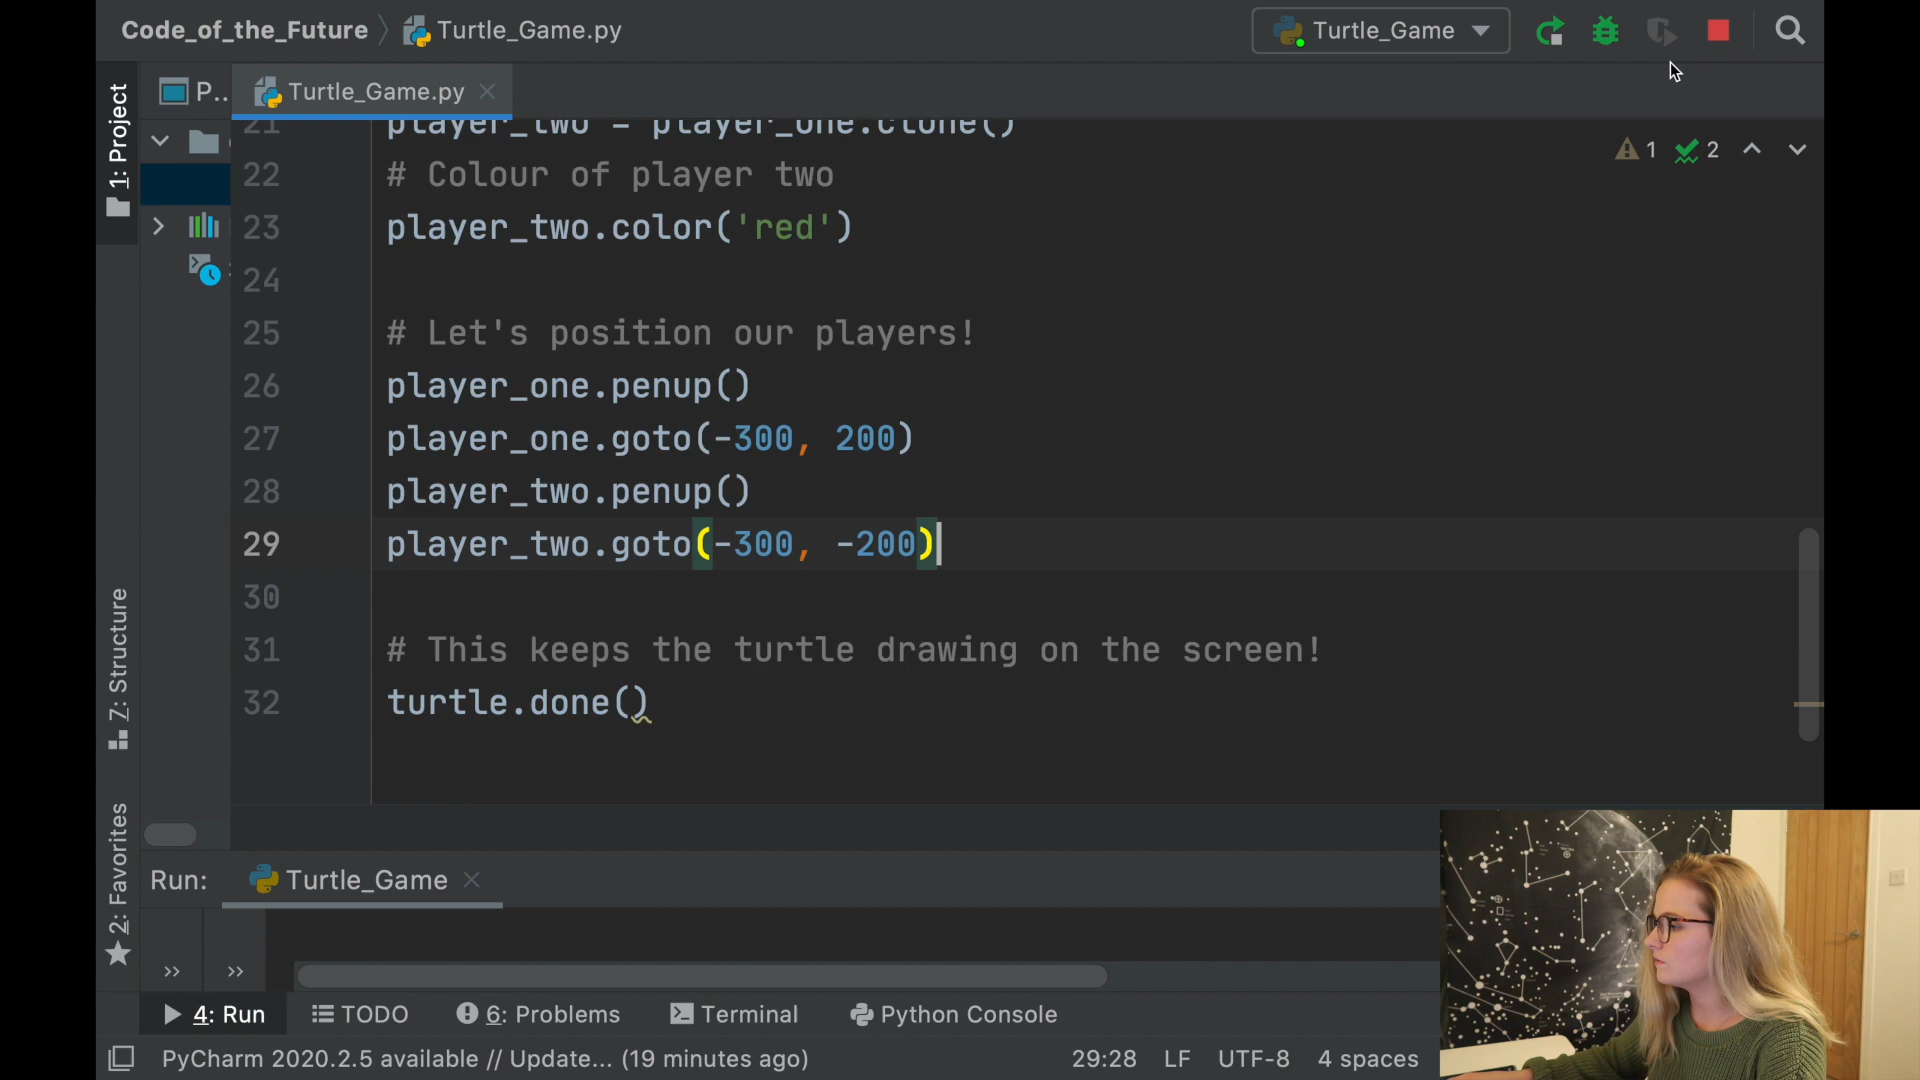 Code_of_the_Future Turtle_Game.py
Turtle_Game
1: Project
P..
Turtle_Game.py
1 2
21 player_two = player_one.clone()
22 # Colour of player two
23 player_two.color('red')
24
25 # Let's position our players!
26 player_one.penup()
27 player_one.goto(-300, 200)
28 player_two.penup()
29 player_two.goto(-300, -200)
30
31 # This keeps the turtle drawing on the screen!
32 turtle.done()
7: Structure
2: Favorites
Run: Turtle_Game
4: Run TODO 6: Problems Terminal Python Console
PyCharm 2020.2.5 available // Update... (19 minutes ago) 29:28 LF UTF-8 4 spaces